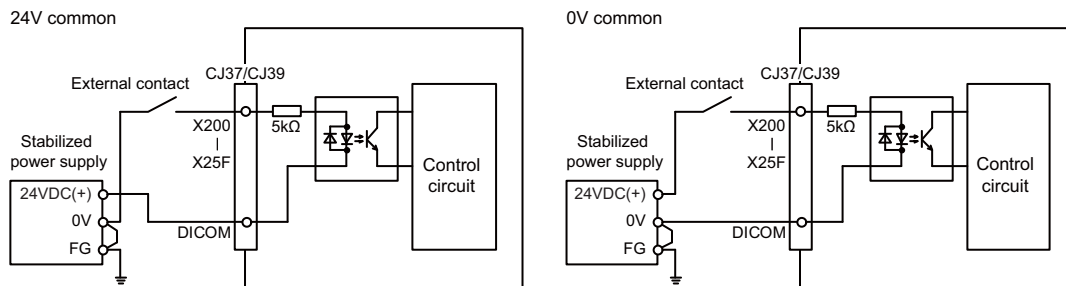 24V common
CJ37/CJ39
External contact
X200
|
X25F
5kΩ
Stabilized
power supply
24VDC(+)
0V
FG
DICOM
Control
circuit
0V common
CJ37/CJ39
External contact
X200
|
X25F
5kΩ
Stabilized
power supply
24VDC(+)
0V
FG
DICOM
Control
circuit